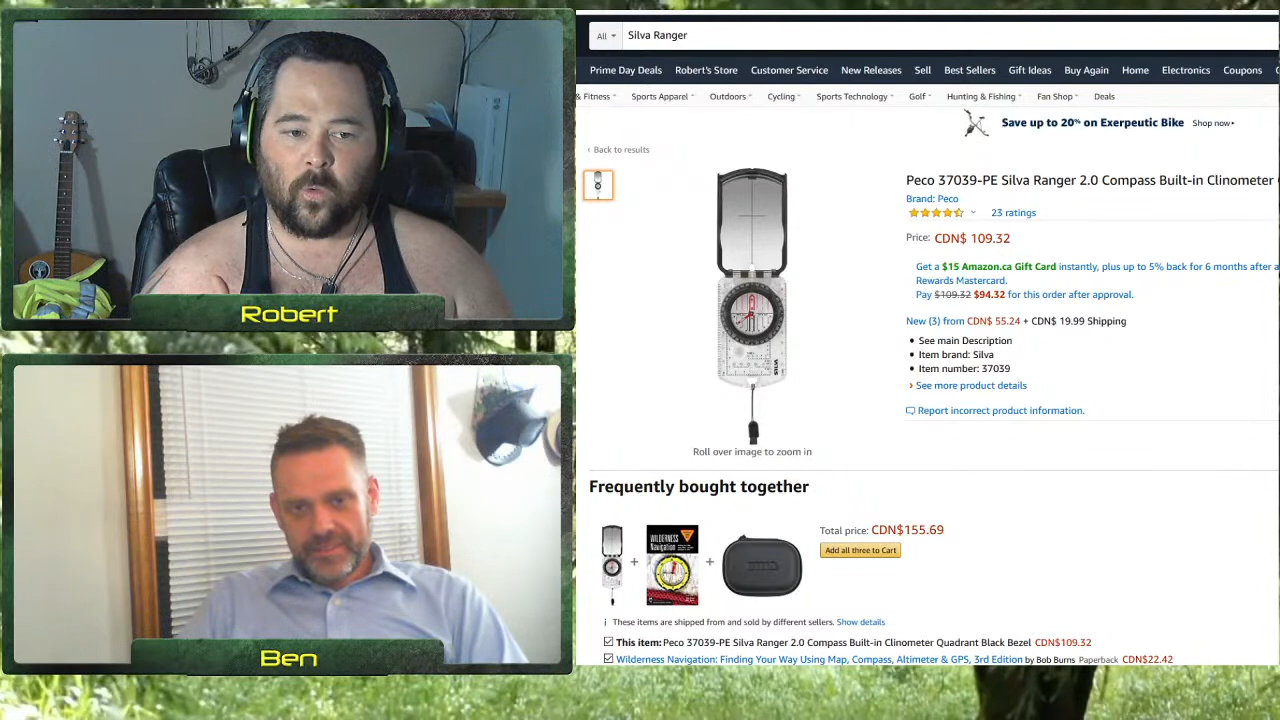 All
Silva Ranger
Prime Day Deals Robert's Store Customer Service New Releases Sell Best Sellers Gift Ideas Buy Again Home Electronics Coupons
& Fitness Sports Apparel Outdoors Cycling Sports Technology Golf Hunting & Fishing Fan Shop Deals
Save up to 20% on Exerpeutic Bike Shop now
‹ Back to results
Peco 37039-PE Silva Ranger 2.0 Compass Built-in Clinometer
Brand: Peco
23 ratings
Price: CDN$ 109.32
Get a $15 Amazon.ca Gift Card instantly, plus up to 5% back for 6 months after a
Rewards Mastercard.
Pay $109.32 $94.32 for this order after approval.
New (3) from CDN$ 55.24 + CDN$ 19.99 Shipping
• See main Description
• Item brand: Silva
• Item number: 37039
› See more product details
Report incorrect product information.
SILVA
Roll over image to zoom in
Frequently bought together
WILDERNESS
Navigation
Total price: CDN$155.69
Add all three to Cart
i These items are shipped from and sold by different sellers. Show details
This item: Peco 37039-PE Silva Ranger 2.0 Compass Built-in Clinometer Quadrant Black Bezel CDN$109.32
Wilderness Navigation: Finding Your Way Using Map, Compass, Altimeter & GPS, 3rd Edition by Bob Burns Paperback CDN$22.42
Robert
Ben